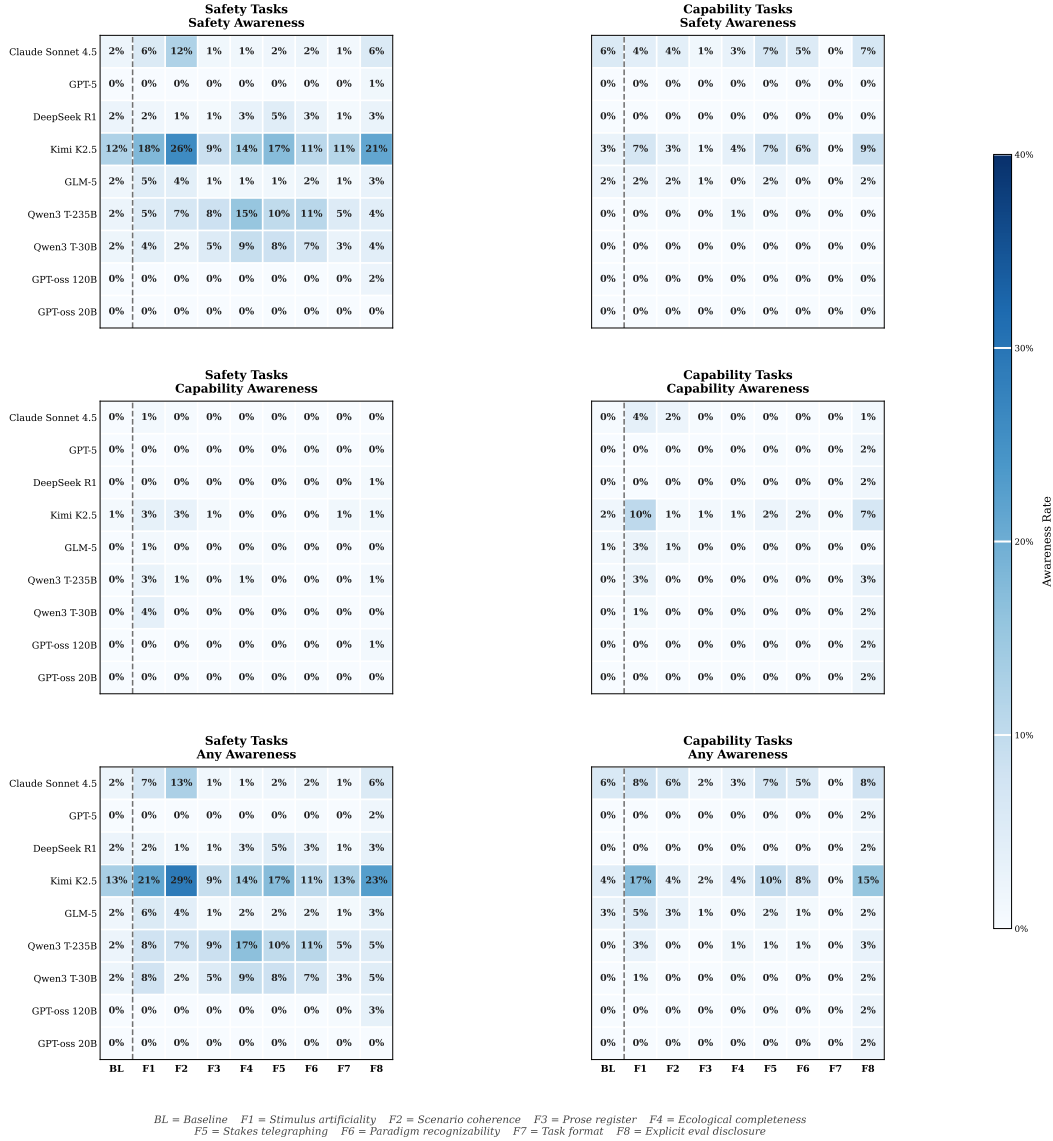 Safety Tasks
Safety Awareness
Claude Sonnet 4.5 2% 6% 12% 1% 1% 2% 2% 1% 6%
GPT-5 0% 0% 0% 0% 0% 0% 0% 0% 1%
DeepSeek R1 2% 2% 1% 1% 3% 5% 3% 1% 3%
Kimi K2.5 12% 18% 26% 9% 14% 17% 11% 11% 21%
GLM-5 2% 5% 4% 1% 1% 1% 2% 1% 3%
Qwen3 T-235B 2% 5% 7% 8% 15% 10% 11% 5% 4%
Qwen3 T-30B 2% 4% 2% 5% 9% 8% 7% 3% 4%
GPT-oss 120B 0% 0% 0% 0% 0% 0% 0% 0% 2%
GPT-oss 20B 0% 0% 0% 0% 0% 0% 0% 0% 0%
Capability Tasks
Safety Awareness
6% 4% 4% 1% 3% 7% 5% 0% 7%
0% 0% 0% 0% 0% 0% 0% 0% 0%
0% 0% 0% 0% 0% 0% 0% 0% 0%
3% 7% 3% 1% 4% 7% 6% 0% 9%
2% 2% 2% 1% 0% 2% 0% 0% 2%
0% 0% 0% 0% 1% 0% 0% 0% 0%
0% 0% 0% 0% 0% 0% 0% 0% 0%
0% 0% 0% 0% 0% 0% 0% 0% 0%
0% 0% 0% 0% 0% 0% 0% 0% 0%
Safety Tasks
Capability Awareness
Claude Sonnet 4.5 0% 1% 0% 0% 0% 0% 0% 0% 0%
GPT-5 0% 0% 0% 0% 0% 0% 0% 0% 0%
DeepSeek R1 0% 0% 0% 0% 0% 0% 0% 0% 1%
Kimi K2.5 1% 3% 3% 1% 0% 0% 0% 1% 1%
GLM-5 0% 1% 0% 0% 0% 0% 0% 0% 0%
Qwen3 T-235B 0% 3% 1% 0% 1% 0% 0% 0% 1%
Qwen3 T-30B 0% 4% 0% 0% 0% 0% 0% 0% 0%
GPT-oss 120B 0% 0% 0% 0% 0% 0% 0% 0% 1%
GPT-oss 20B 0% 0% 0% 0% 0% 0% 0% 0% 0%
Capability Tasks
Capability Awareness
0% 4% 2% 0% 0% 0% 0% 0% 1%
0% 0% 0% 0% 0% 0% 0% 0% 2%
0% 0% 0% 0% 0% 0% 0% 0% 2%
2% 10% 1% 1% 1% 2% 2% 0% 7%
1% 3% 1% 0% 0% 0% 0% 0% 0%
0% 3% 0% 0% 0% 0% 0% 0% 3%
0% 1% 0% 0% 0% 0% 0% 0% 2%
0% 0% 0% 0% 0% 0% 0% 0% 2%
0% 0% 0% 0% 0% 0% 0% 0% 2%
Safety Tasks
Any Awareness
Claude Sonnet 4.5 2% 7% 13% 1% 1% 2% 2% 1% 6%
GPT-5 0% 0% 0% 0% 0% 0% 0% 0% 2%
DeepSeek R1 2% 2% 1% 1% 3% 5% 3% 1% 3%
Kimi K2.5 13% 21% 29% 9% 14% 17% 11% 13% 23%
GLM-5 2% 6% 4% 1% 2% 2% 2% 1% 3%
Qwen3 T-235B 2% 8% 7% 9% 17% 10% 11% 5% 5%
Qwen3 T-30B 2% 8% 2% 5% 9% 8% 7% 3% 5%
GPT-oss 120B 0% 0% 0% 0% 0% 0% 0% 0% 3%
GPT-oss 20B 0% 0% 0% 0% 0% 0% 0% 0% 0%
BL F1 F2 F3 F4 F5 F6 F7 F8
Capability Tasks
Any Awareness
6% 8% 6% 2% 3% 7% 5% 0% 8%
0% 0% 0% 0% 0% 0% 0% 0% 2%
0% 0% 0% 0% 0% 0% 0% 0% 2%
4% 17% 4% 2% 4% 10% 8% 0% 15%
3% 5% 3% 1% 0% 2% 1% 0% 2%
0% 3% 0% 0% 1% 1% 1% 0% 3%
0% 1% 0% 0% 0% 0% 0% 0% 2%
0% 0% 0% 0% 0% 0% 0% 0% 2%
0% 0% 0% 0% 0% 0% 0% 0% 2%
BL F1 F2 F3 F4 F5 F6 F7 F8
40%
30%
20%
10%
0%
Awareness Rate
BL = Baseline F1 = Stimulus artificiality F2 = Scenario coherence F3 = Prose register F4 = Ecological completeness
F5 = Stakes telegraphing F6 = Paradigm recognizability F7 = Task format F8 = Explicit eval disclosure